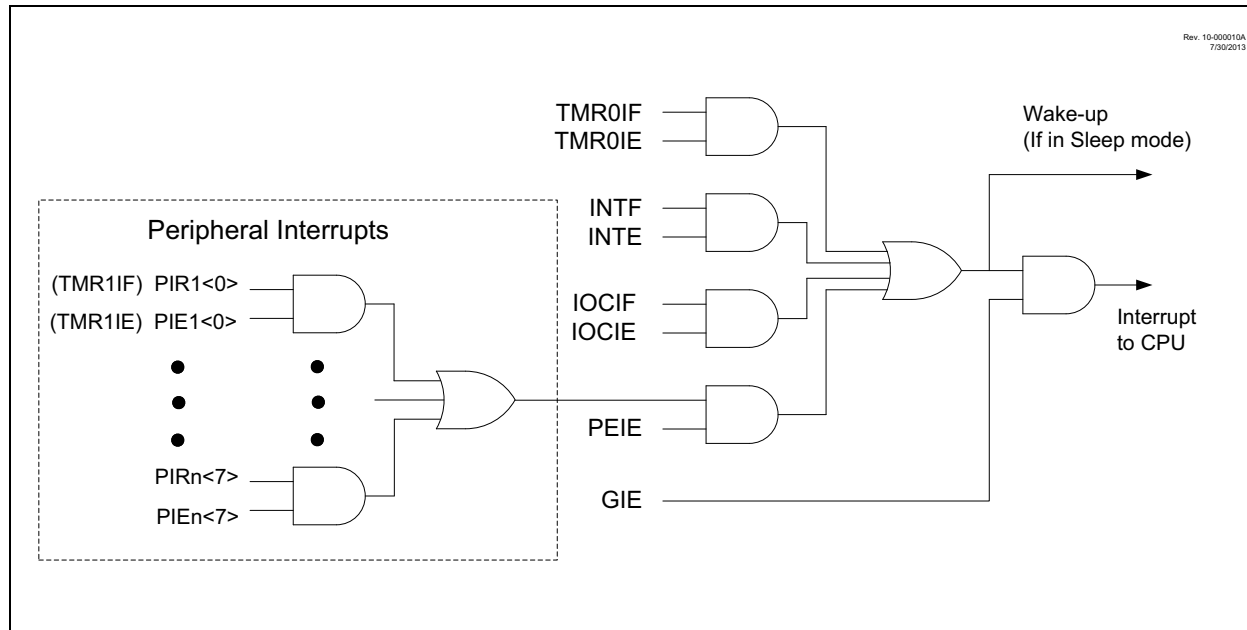 Rev. 10-000010A
7/30/2013
TMR0IF
TMR0IE
Wake-up
(If in Sleep mode)
INTF
INTE
Peripheral Interrupts
(TMR1IF) PIR1<0>
(TMR1IE) PIE1<0>
IOCIF
IOCIE
Interrupt
to CPU
PEIE
PIRn<7>
PIEn<7>
GIE